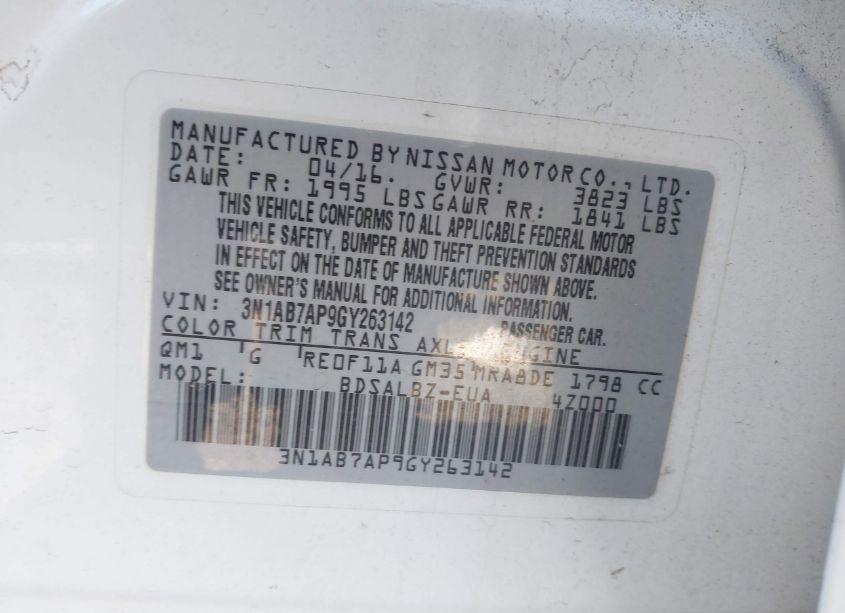 MANUFACTURED BY NISSAN MOTOR CO., LTD.
DATE: 04/16. GVWR: 3823 LBS
GAWR FR: 1995 LBS GAWR RR: 1841 LBS
THIS VEHICLE CONFORMS TO ALL APPLICABLE FEDERAL MOTOR
VEHICLE SAFETY, BUMPER AND THEFT PREVENTION STANDARDS
IN EFFECT ON THE DATE OF MANUFACTURE SHOWN ABOVE.
SEE OWNER'S MANUAL FOR ADDITIONAL INFORMATION.
VIN: 3N1AB7AP9GY263142 PASSENGER CAR.
COLOR TRIM TRANS AXLE ENGINE
QM1 G RE0F11A GM35 MRA8DE 1798 CC
MODEL: BDSALBZ-EUA 4Z000
3N1AB7AP9GY263142